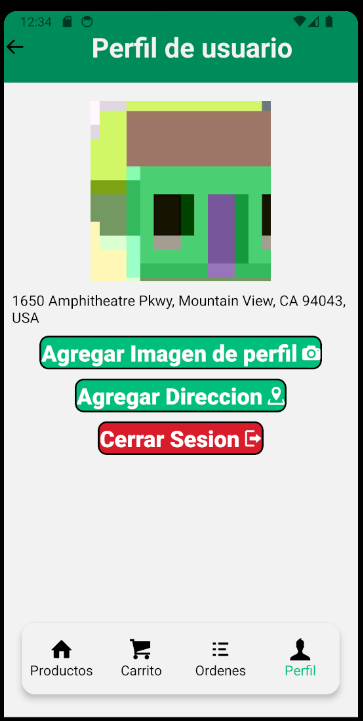 12:34
Perfil de usuario
1650 Amphitheatre Pkwy, Mountain View, CA 94043,
USA
Agregar Imagen de perfil
Agregar Direccion
Cerrar Sesion
Productos Carrito Ordenes Perfil